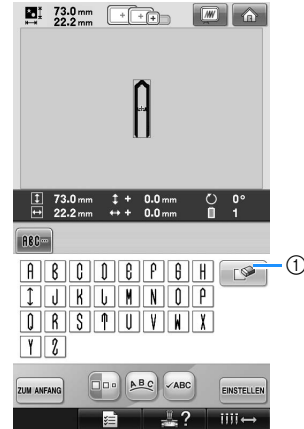 73.0 mm
22.2 mm
73.0 mm + 0.0 mm 0°
22.2 mm + 0.0 mm 1
ABC
A B C D E F G H
I J K L M N O P
Q R S T U V W X
Y Z
①
ZUM ANFANG ABC ✓ABC EINSTELLEN
?